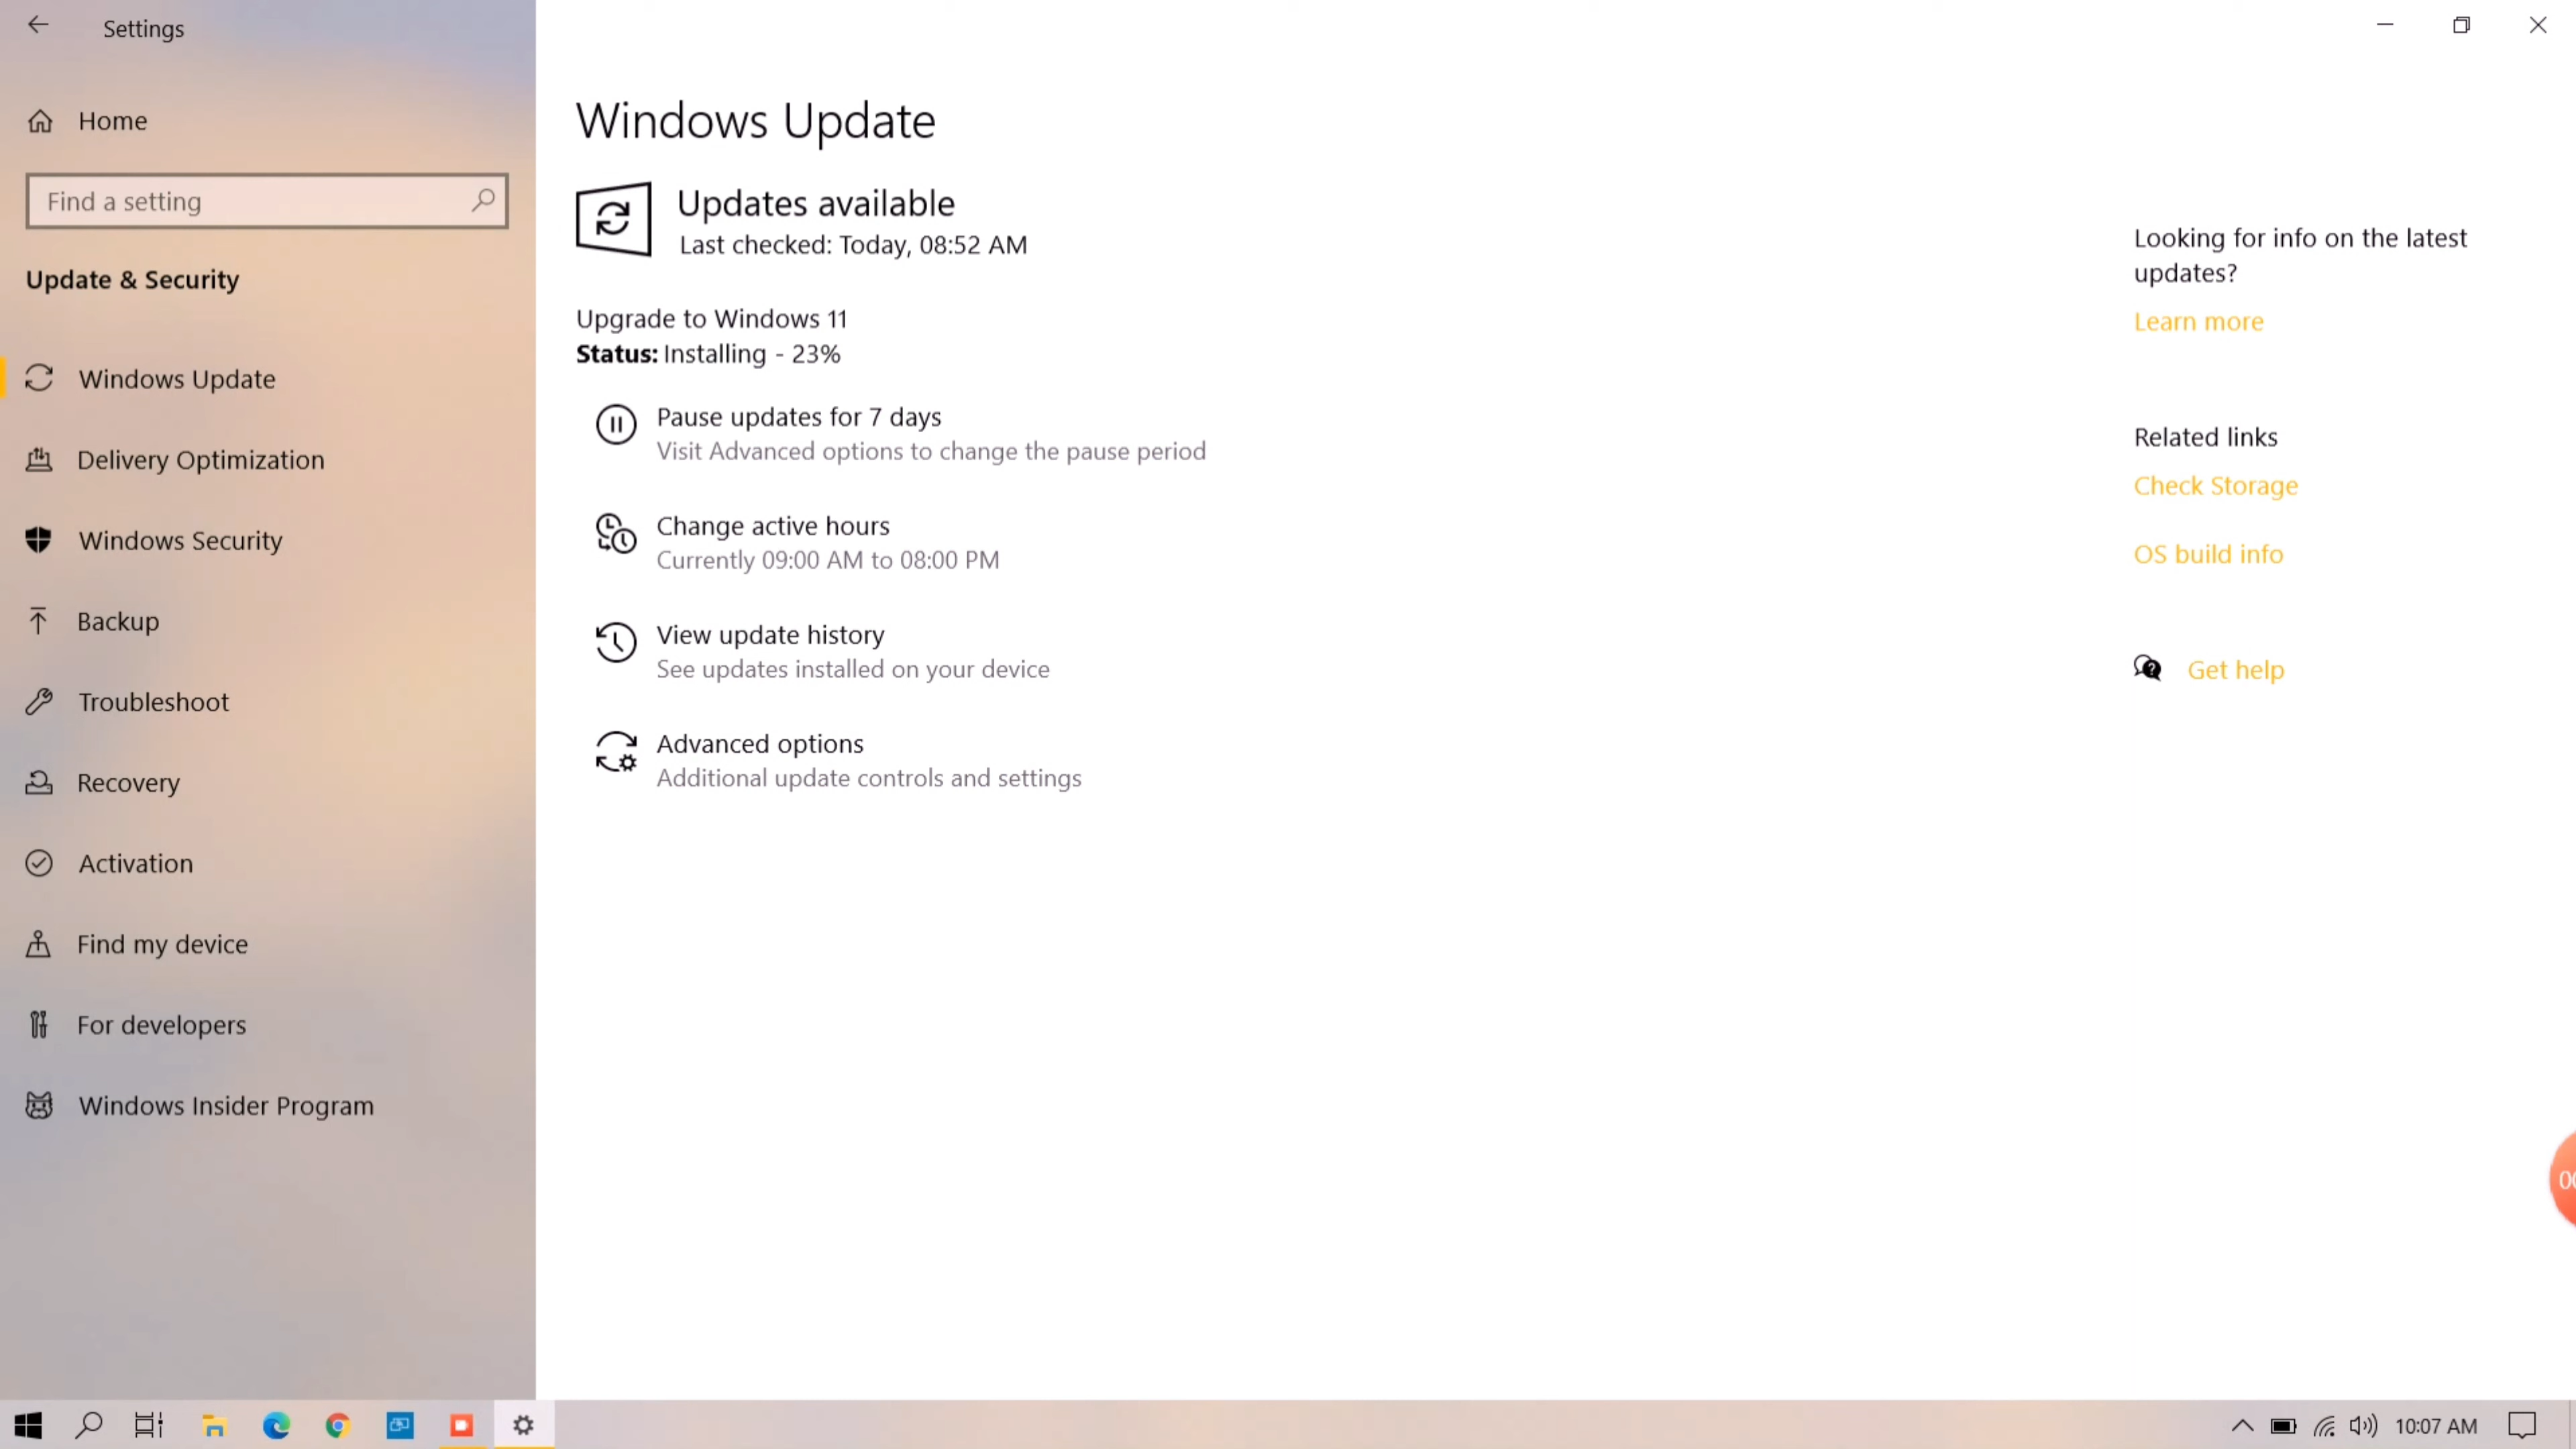 Settings
Home
Find a setting
Update & Security
Windows Update
Delivery Optimization
Windows Security
Backup
Troubleshoot
Recovery
Activation
Find my device
For developers
Windows Insider Program
Windows Update
Updates available
Last checked: Today, 08:52 AM
Upgrade to Windows 11
Status: Installing - 23%
Pause updates for 7 days
Visit Advanced options to change the pause period
Change active hours
Currently 09:00 AM to 08:00 PM
View update history
See updates installed on your device
Advanced options
Additional update controls and settings
Looking for info on the latest
updates?
Learn more
Related links
Check Storage
OS build info
Get help
10:07 AM